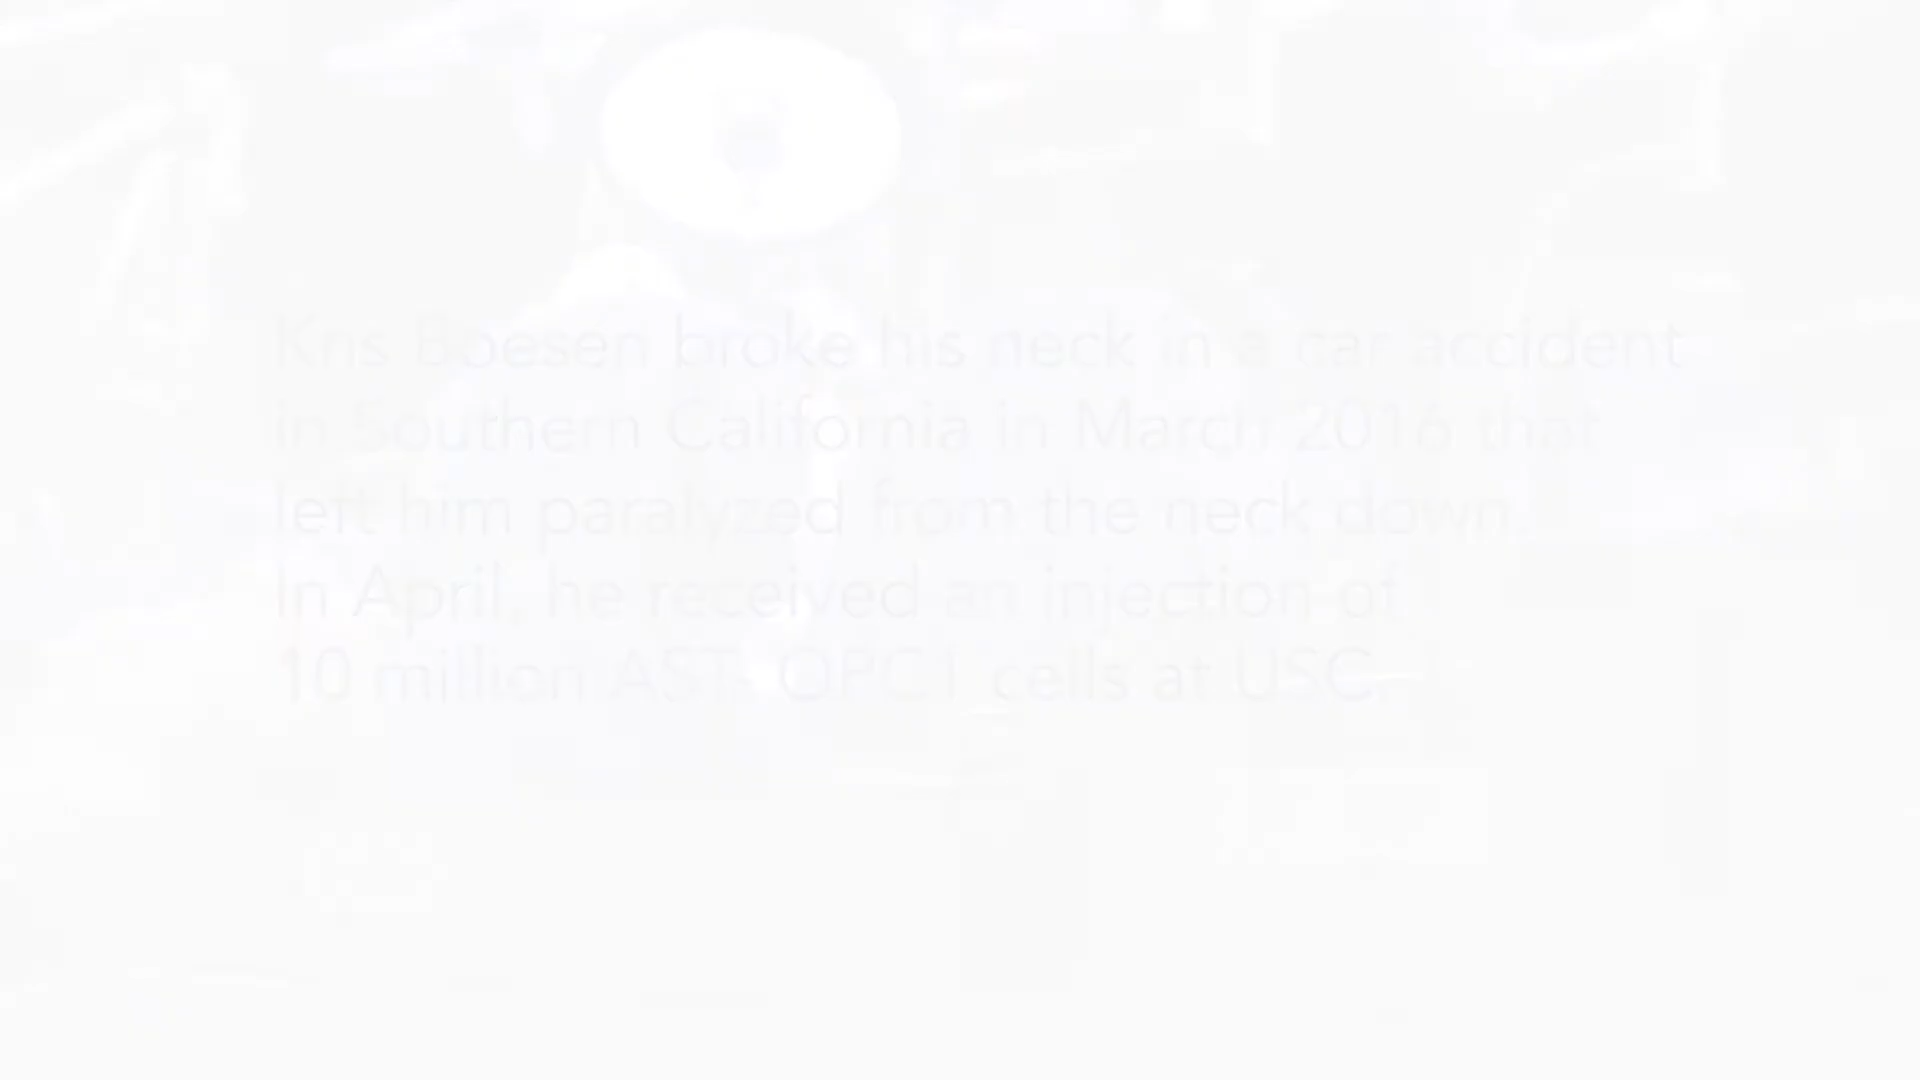 Kris Boesen broke his neck in a car accident
in Southern California in March 2016 that
left him paralyzed from the neck down.
In April, he received an injection of
10 million AST-OPC1 cells at USC.